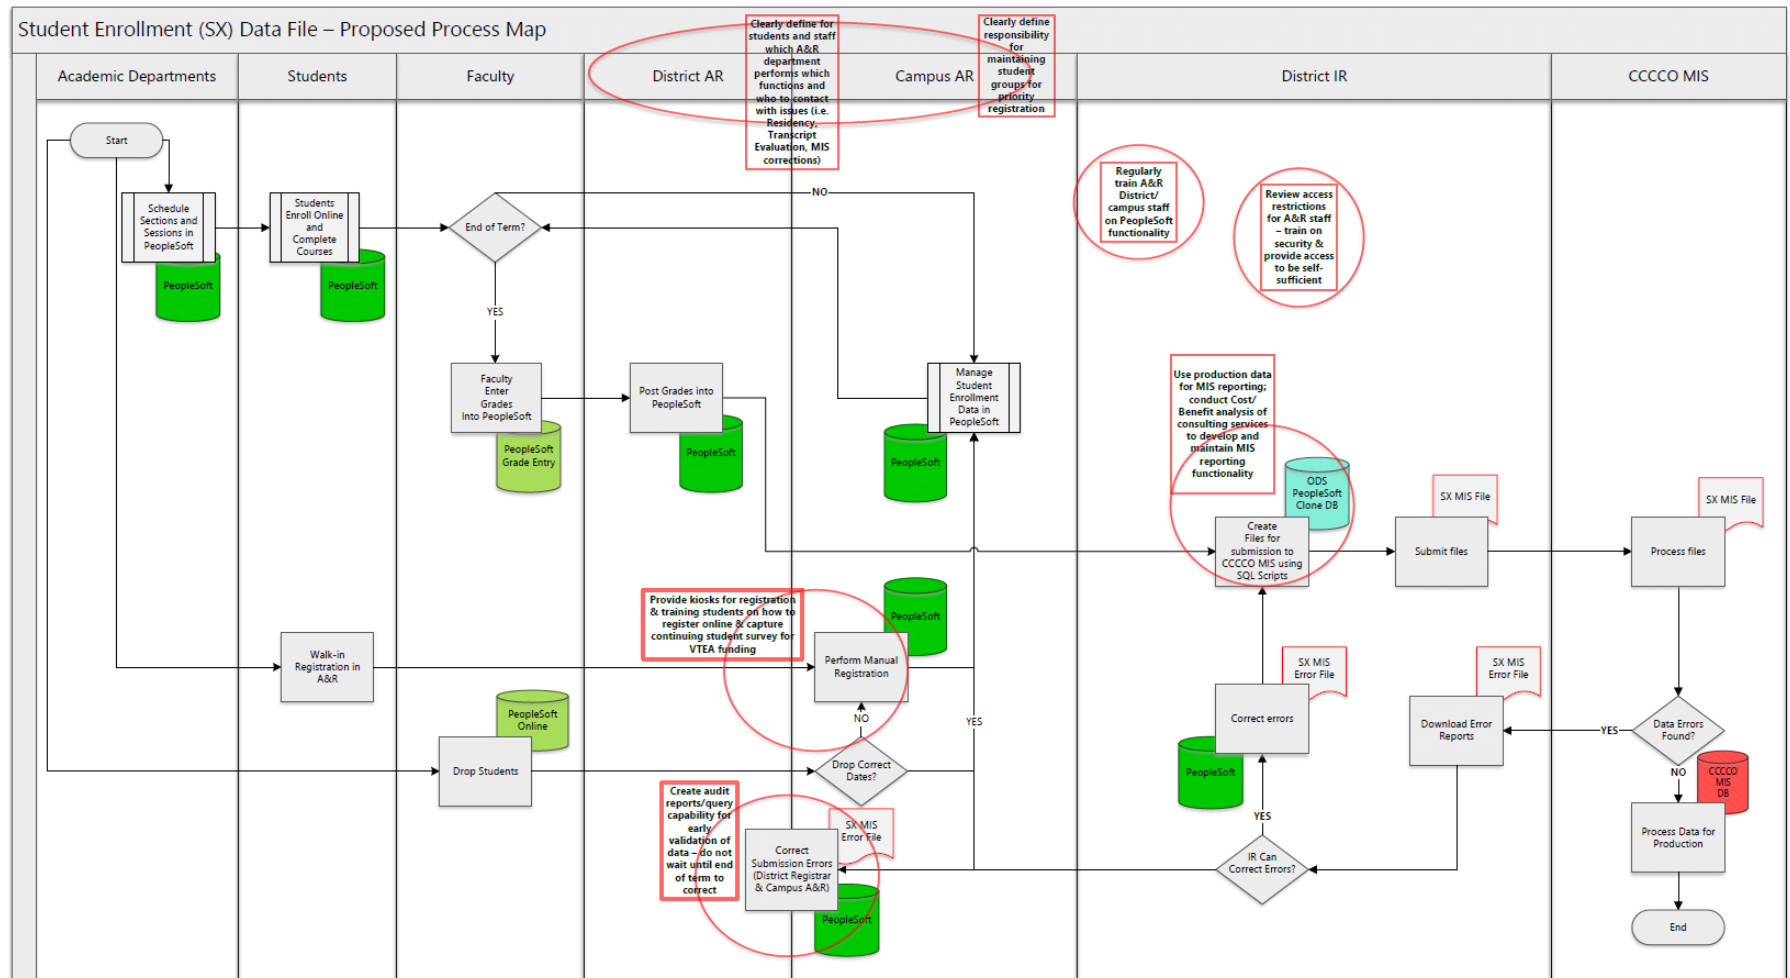 Student Enrollment (SX) Data File – Proposed Process Map
Academic Departments
Students
Faculty
District AR
Campus AR
District IR
CCCCO MIS
Clearly define for
students and staff
which A&R
department
performs which
functions and
who to contact
with issues (i.e.
Residency,
Transcript
Evaluation, MIS
corrections)
Clearly define
responsibility
for
maintaining
student
groups for
priority
registration
Start
Schedule
Sections and
Sessions in
PeopleSoft
PeopleSoft
Students
Enroll Online
and
Complete
Courses
PeopleSoft
End of Term?
NO
YES
Regularly
train A&R
District/
campus staff
on PeopleSoft
functionality
Review access
restrictions
for A&R staff
– train on
security &
provide access
to be self-
sufficient
Faculty
Enter
Grades
Into PeopleSoft
PeopleSoft
Grade Entry
Post Grades into
PeopleSoft
PeopleSoft
Manage
Student
Enrollment
Data in
PeopleSoft
PeopleSoft
Use production data
for MIS reporting;
conduct Cost/
Benefit analysis of
consulting services
to develop and
maintain MIS
reporting
functionality
ODS
PeopleSoft
Clone DB
Create
Files for
submission to
CCCCO MIS using
SQL Scripts
SX MIS File
Submit files
SX MIS File
Process files
Provide kiosks for registration
& training students on how to
register online & capture
continuing student survey for
VTEA funding
PeopleSoft
Walk-in
Registration in
A&R
Perform Manual
Registration
NO
YES
SX MIS
Error File
Correct errors
PeopleSoft
SX MIS
Error File
Download Error
Reports
YES
Data Errors
Found?
NO
CCCCO
MIS
DB
PeopleSoft
Online
Drop Students
Drop Correct
Dates?
Create audit
reports/query
capability for
early
validation of
data – do not
wait until end
of term to
correct
SX MIS
Error File
Correct
Submission Errors
(District Registrar
& Campus A&R)
PeopleSoft
YES
IR Can
Correct Errors?
Process Data for
Production
End